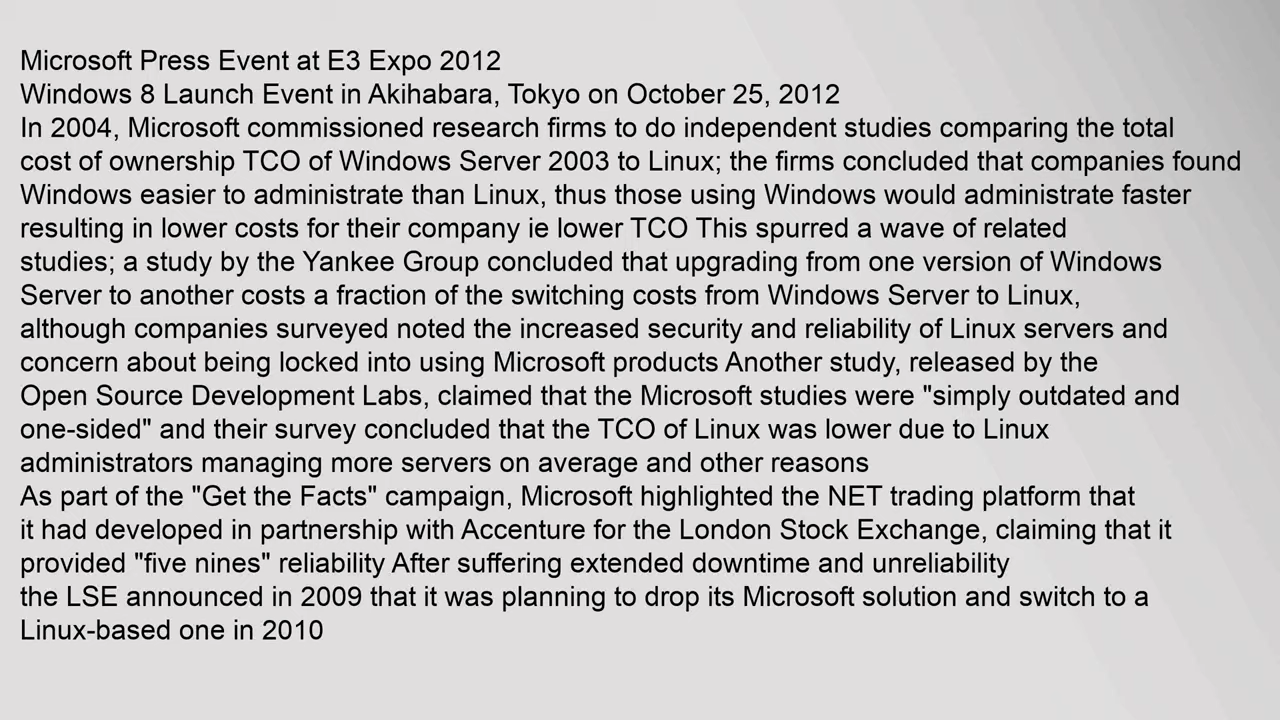 Microsoft Press Event at E3 Expo 2012
Windows 8 Launch Event in Akihabara, Tokyo on October 25, 2012
In 2004, Microsoft commissioned research firms to do independent studies comparing the total
cost of ownership TCO of Windows Server 2003 to Linux; the firms concluded that companies found
Windows easier to administrate than Linux, thus those using Windows would administrate faster
resulting in lower costs for their company ie lower TCO This spurred a wave of related
studies; a study by the Yankee Group concluded that upgrading from one version of Windows
Server to another costs a fraction of the switching costs from Windows Server to Linux,
although companies surveyed noted the increased security and reliability of Linux servers and
concern about being locked into using Microsoft products Another study, released by the
Open Source Development Labs, claimed that the Microsoft studies were "simply outdated and
one-sided" and their survey concluded that the TCO of Linux was lower due to Linux
administrators managing more servers on average and other reasons
As part of the "Get the Facts" campaign, Microsoft highlighted the NET trading platform that
it had developed in partnership with Accenture for the London Stock Exchange, claiming that it
provided "five nines" reliability After suffering extended downtime and unreliability
the LSE announced in 2009 that it was planning to drop its Microsoft solution and switch to a
Linux-based one in 2010